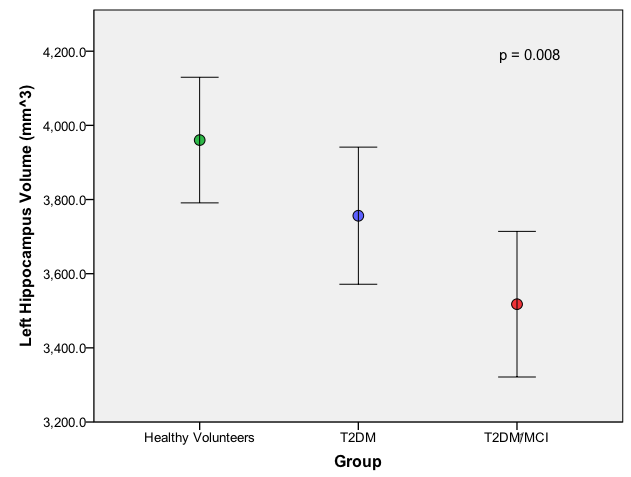 p = 0.008
Left Hippocampus Volume (mm^3)
4,200.0
4,000.0
3,800.0
3,600.0
3,400.0
3,200.0
Healthy Volunteers
T2DM
T2DM/MCI
Group